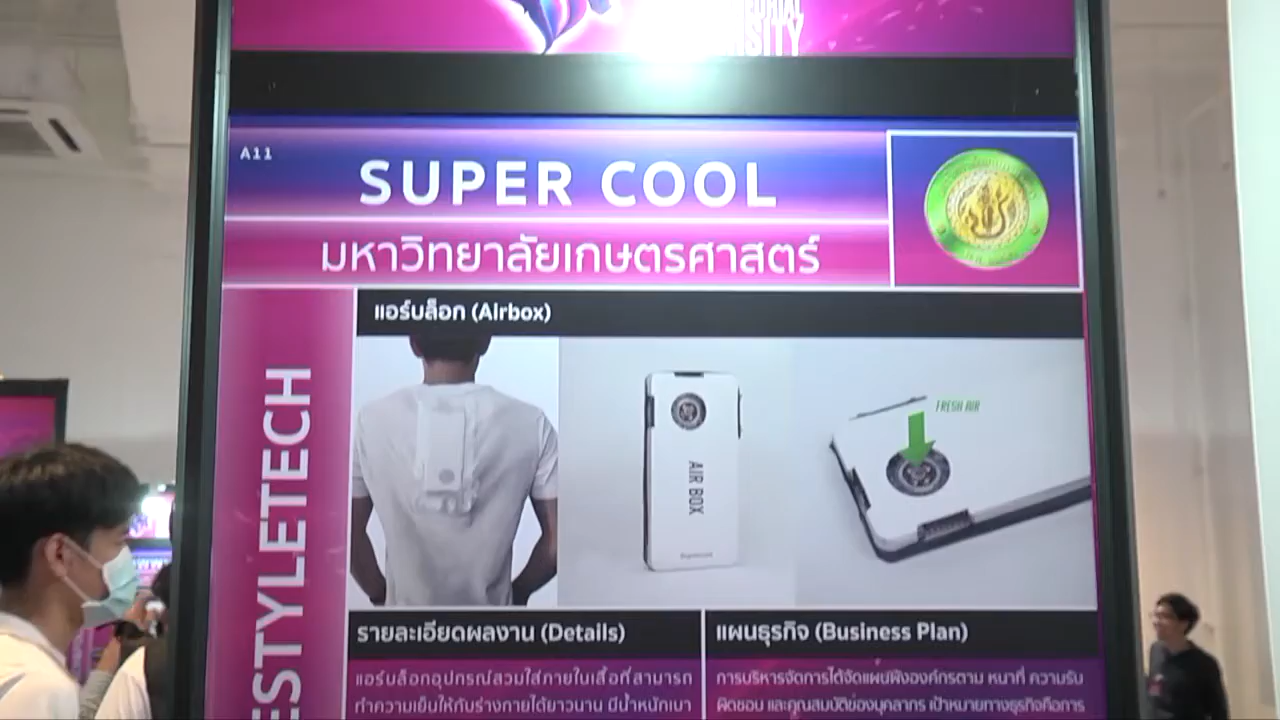 SITY
A11
SUPER COOL
มหาวิทยาลัยเกษตรศาสตร์
แอร์บล็อก (Airbox)
ESTYLETECH
AIR BOX
FRESH AIR
รายละเอียดผลงาน (Details)
แอร์บล็อกอุปกรณ์สวมใส่ภายในเสื้อที่สามารถ
ทำความเย็นให้กับร่างกายได้ยาวนาน มีน้ำหนักเบา
แผนธุรกิจ (Business Plan)
การบริหารจัดการได้จัดแผนผังองค์กรตาม หนาที่ ความรับ
ผิดชอบ และคุณสมบัติของบุคลากร เป้าหมายทางธุรกิจคือการ